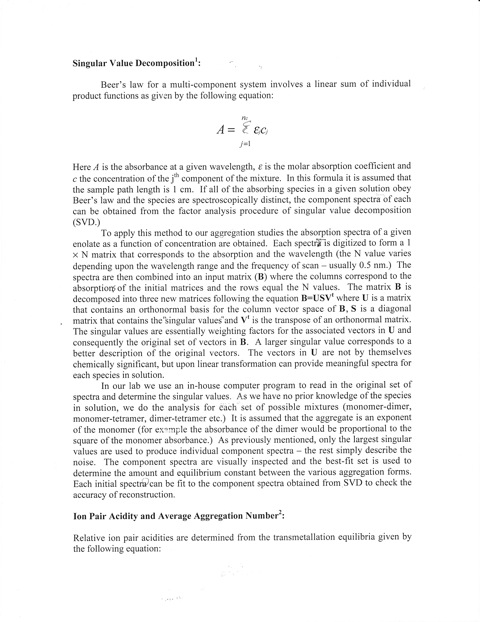 Singular Value Decomposition¹:
Beer's law for a multi-component system involves a linear sum of individual
product functions as given by the following equation:
n
A = Σ εⱼcⱼ
j=1
Here A is the absorbance at a given wavelength, ε is the molar absorption coefficient and
c the concentration of the jth component of the mixture. In this formula it is assumed that
the sample path length is 1 cm. If all of the absorbing species in a given solution obey
Beer's law and the species are spectroscopically distinct, the component spectra of each
can be obtained from the factor analysis procedure of singular value decomposition
(SVD.)
To apply this method to our aggregation studies the absorption spectra of a given
enolate as a function of concentration are obtained. Each spectra is digitized to form a 1
× N matrix that corresponds to the absorption and the wavelength (the N value varies
depending upon the wavelength range and the frequency of scan – usually 0.5 nm.) The
spectra are then combined into an input matrix (B) where the columns correspond to the
absorption of the initial matrices and the rows equal the N values. The matrix B is
decomposed into three new matrices following the equation B=USVᵗ where U is a matrix
that contains an orthonormal basis for the column vector space of B, S is a diagonal
matrix that contains the "singular values" and Vᵗ is the transpose of an orthonormal matrix.
The singular values are essentially weighting factors for the associated vectors in U and
consequently the original set of vectors in B. A larger singular value corresponds to a
better description of the original vectors. The vectors in U are not by themselves
chemically significant, but upon linear transformation can provide meaningful spectra for
each species in solution.
In our lab we use an in-house computer program to read in the original set of
spectra and determine the singular values. As we have no prior knowledge of the species
in solution, we do the analysis for each set of possible mixtures (monomer-dimer,
monomer-tetramer, dimer-tetramer etc.) It is assumed that the aggregate is an exponent
of the monomer (for example the absorbance of the dimer would be proportional to the
square of the monomer absorbance.) As previously mentioned, only the largest singular
values are used to produce individual component spectra – the rest simply describe the
noise. The component spectra are visually inspected and the best-fit set is used to
determine the amount and equilibrium constant between the various aggregation forms.
Each initial spectra can be fit to the component spectra obtained from SVD to check the
accuracy of reconstruction.
Ion Pair Acidity and Average Aggregation Number²:
Relative ion pair acidities are determined from the transmetallation equilibria given by
the following equation: